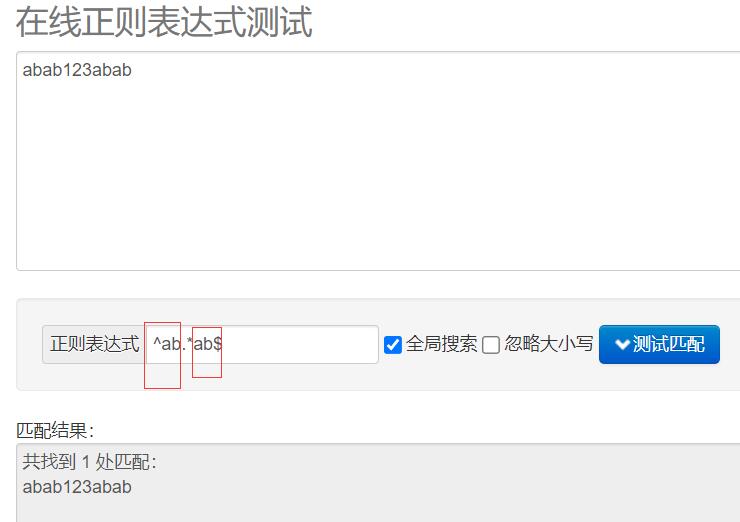 在线正则表达式测试
abab123abab
正则表达式 ^ab.*ab$ 全局搜索 忽略大小写 测试匹配
匹配结果：
共找到 1 处匹配：
abab123abab